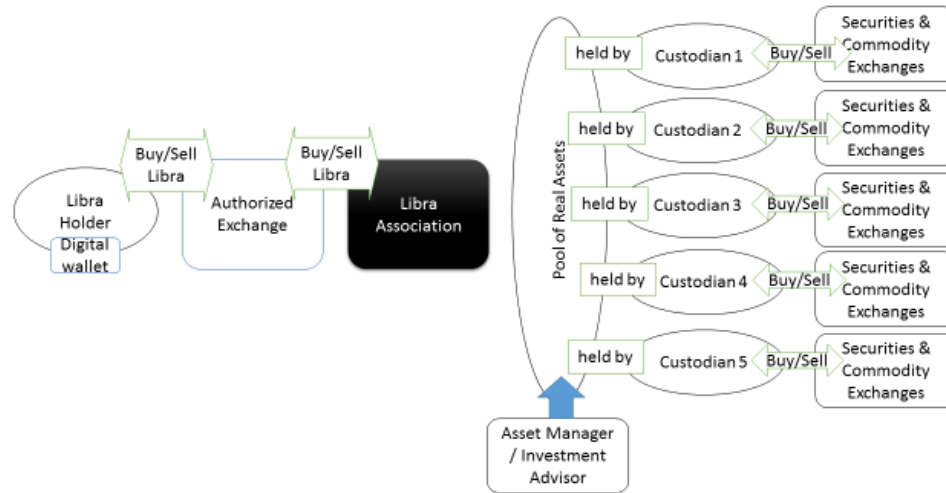 Buy/Sell
Libra
Buy/Sell
Libra
Libra
Holder
Digital
wallet
Authorized
Exchange
Libra
Association
Pool of Real Assets
held by
Custodian 1
Buy/Sell
Securities &
Commodity
Exchanges
held by
Custodian 2
Buy/Sell
Securities &
Commodity
Exchanges
held by
Custodian 3
Buy/Sell
Securities &
Commodity
Exchanges
held by
Custodian 4
Buy/Sell
Securities &
Commodity
Exchanges
held by
Custodian 5
Buy/Sell
Securities &
Commodity
Exchanges
Asset Manager
/ Investment
Advisor